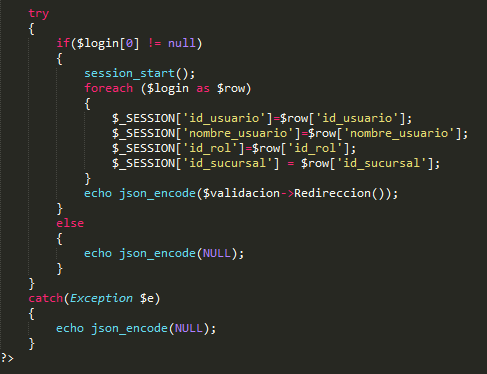 try
{
if($login[0] != null)
{
session_start();
foreach ($login as $row)
{
$_SESSION['id_usuario']=$row['id_usuario'];
$_SESSION['nombre_usuario']=$row['nombre_usuario'];
$_SESSION['id_rol']=$row['id_rol'];
$_SESSION['id_sucursal'] = $row['id_sucursal'];
}
echo json_encode($validacion->Redireccion());
}
else
{
echo json_encode(NULL);
}
}
catch(Exception $e)
{
echo json_encode(NULL);
}
?>